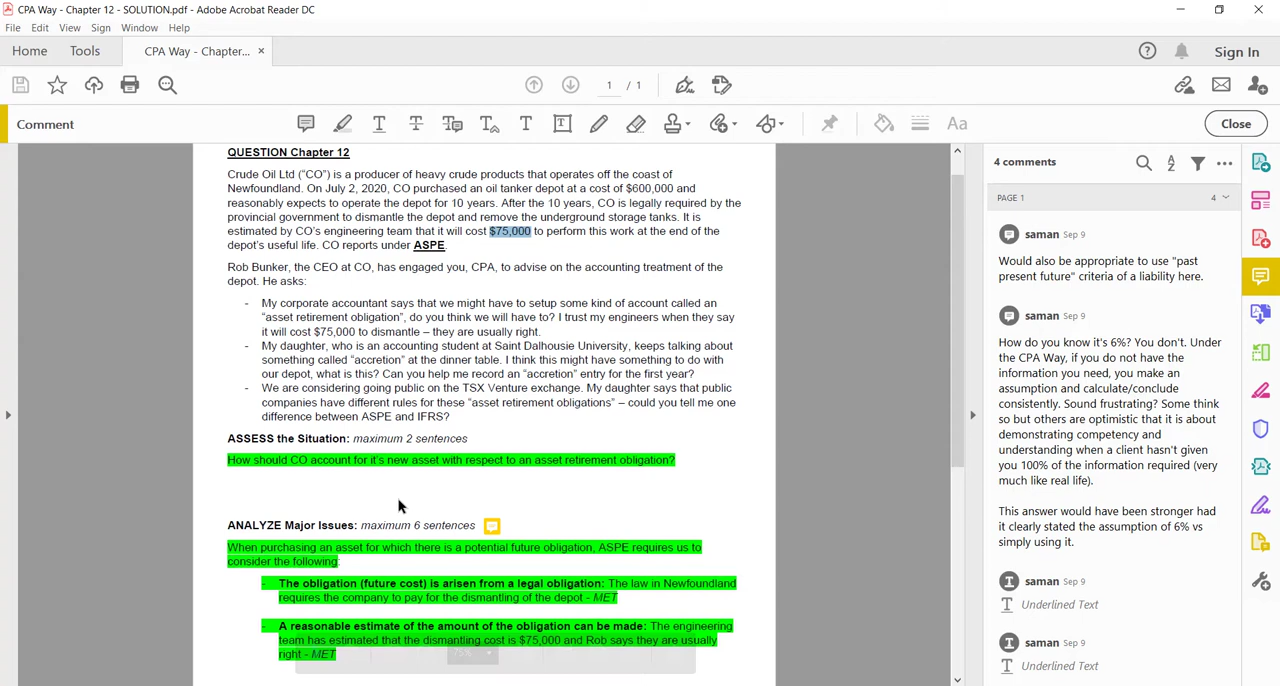 CPA Way - Chapter 12 - SOLUTION.pdf - Adobe Acrobat Reader DC
File Edit View Sign Window Help
Home Tools CPA Way - Chapter... × Sign In
1 / 1
Comment Aa Close
QUESTION Chapter 12
Crude Oil Ltd (“CO”) is a producer of heavy crude products that operates off the coast of
Newfoundland. On July 2, 2020, CO purchased an oil tanker depot at a cost of $600,000 and
reasonably expects to operate the depot for 10 years. After the 10 years, CO is legally required by the
provincial government to dismantle the depot and remove the underground storage tanks. It is
estimated by CO’s engineering team that it will cost $75,000 to perform this work at the end of the
depot’s useful life. CO reports under ASPE.
Rob Bunker, the CEO at CO, has engaged you, CPA, to advise on the accounting treatment of the
depot. He asks:
- My corporate accountant says that we might have to setup some kind of account called an
“asset retirement obligation”, do you think we will have to? I trust my engineers when they say
it will cost $75,000 to dismantle – they are usually right.
- My daughter, who is an accounting student at Saint Dalhousie University, keeps talking about
something called “accretion” at the dinner table. I think this might have something to do with
our depot, what is this? Can you help me record an “accretion” entry for the first year?
- We are considering going public on the TSX Venture exchange. My daughter says that public
companies have different rules for these “asset retirement obligations” – could you tell me one
difference between ASPE and IFRS?
ASSESS the Situation: maximum 2 sentences
How should CO account for it’s new asset with respect to an asset retirement obligation?
ANALYZE Major Issues: maximum 6 sentences
When purchasing an asset for which there is a potential future obligation, ASPE requires us to
consider the following:
- The obligation (future cost) is arisen from a legal obligation: The law in Newfoundland
requires the company to pay for the dismantling of the depot - MET
- A reasonable estimate of the amount of the obligation can be made: The engineering
team has estimated that the dismantling cost is $75,000 and Rob says they are usually
right - MET
4 comments
PAGE 1 4
saman Sep 9
Would also be appropriate to use "past
present future" criteria of a liability here.
saman Sep 9
How do you know it's 6%? You don't. Under
the CPA Way, if you do not have the
information you need, you make an
assumption and calculate/conclude
consistently. Sound frustrating? Some think
so but others are optimistic that it is about
demonstrating competency and
understanding when a client hasn't given
you 100% of the information required (very
much like real life).
This answer would have been stronger had
it clearly stated the assumption of 6% vs
simply using it.
saman Sep 9
Underlined Text
saman Sep 9
Underlined Text